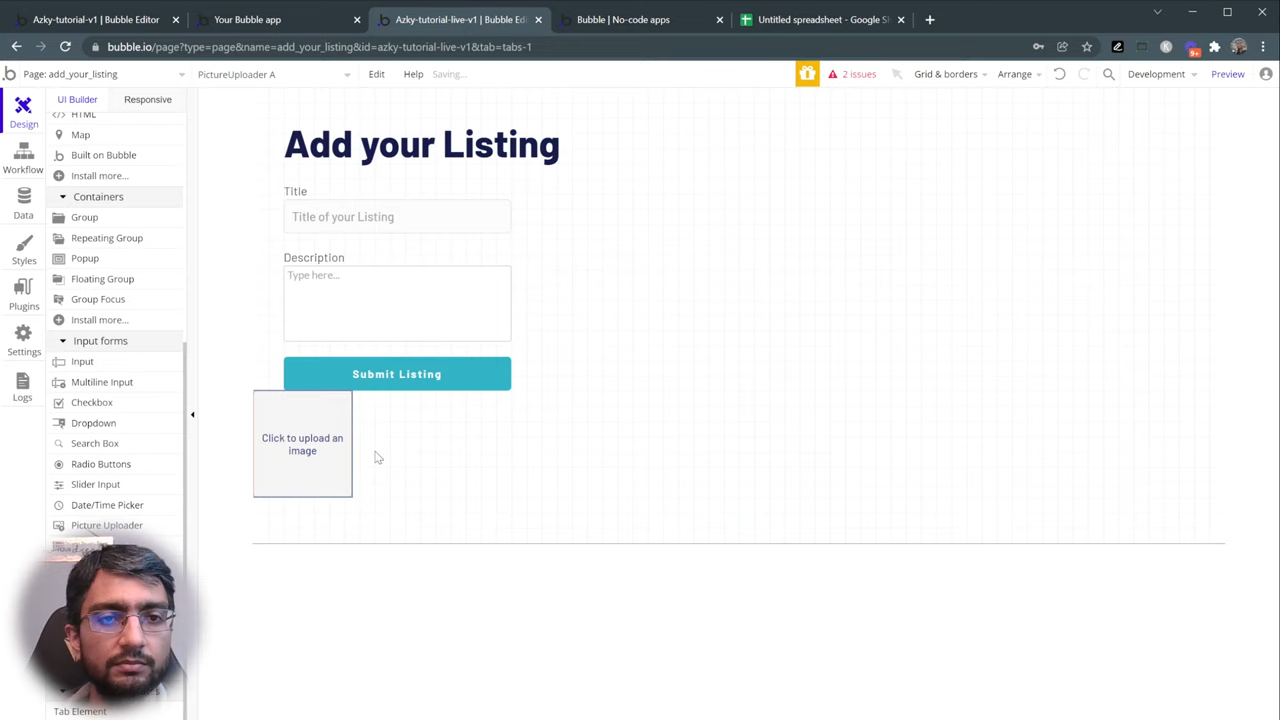 Azky-tutorial-v1 | Bubble Editor
Your Bubble app
Azky-tutorial-live-v1 | Bubble Edi
Bubble | No-code apps
Untitled spreadsheet - Google Sh
bubble.io/page?type=page&name=add_your_listing&id=azky-tutorial-live-v1&tab=tabs-1
9+
Page: add_your_listing
PictureUploader A
Edit
Help
Saving...
2 issues
Grid & borders
Arrange
Development
Preview
UI Builder
Responsive
Design
Workflow
Data
Styles
Plugins
Settings
Logs
HTML
Map
Built on Bubble
Install more...
Containers
Group
Repeating Group
Popup
Floating Group
Group Focus
Install more...
Input forms
Input
Multiline Input
Checkbox
Dropdown
Search Box
Radio Buttons
Slider Input
Date/Time Picker
Picture Uploader
Tab Element
Add your Listing
Title
Title of your Listing
Description
Type here...
Submit Listing
Click to upload an
image